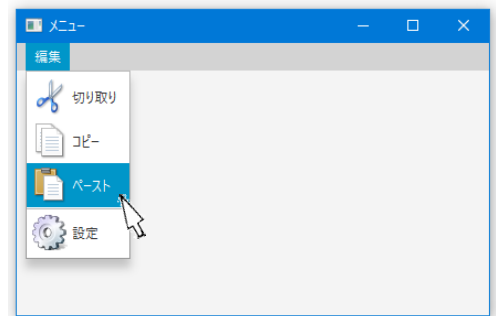 メニュー
編集
切り取り
コピー
ペースト
設定